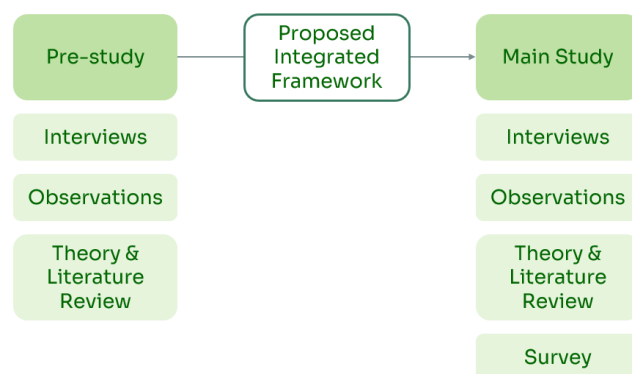 Pre-study
Proposed
Integrated
Framework
Main Study
Interviews
Observations
Theory &
Literature
Review
Interviews
Observations
Theory &
Literature
Review
Survey